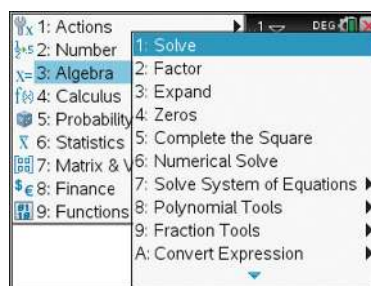 1: Actions
2: Number
3: Algebra
4: Calculus
5: Probability
6: Statistics
7: Matrix & V
8: Finance
9: Functions
1
DEG
1: Solve
2: Factor
3: Expand
4: Zeros
5: Complete the Square
6: Numerical Solve
7: Solve System of Equations
8: Polynomial Tools
9: Fraction Tools
A: Convert Expression